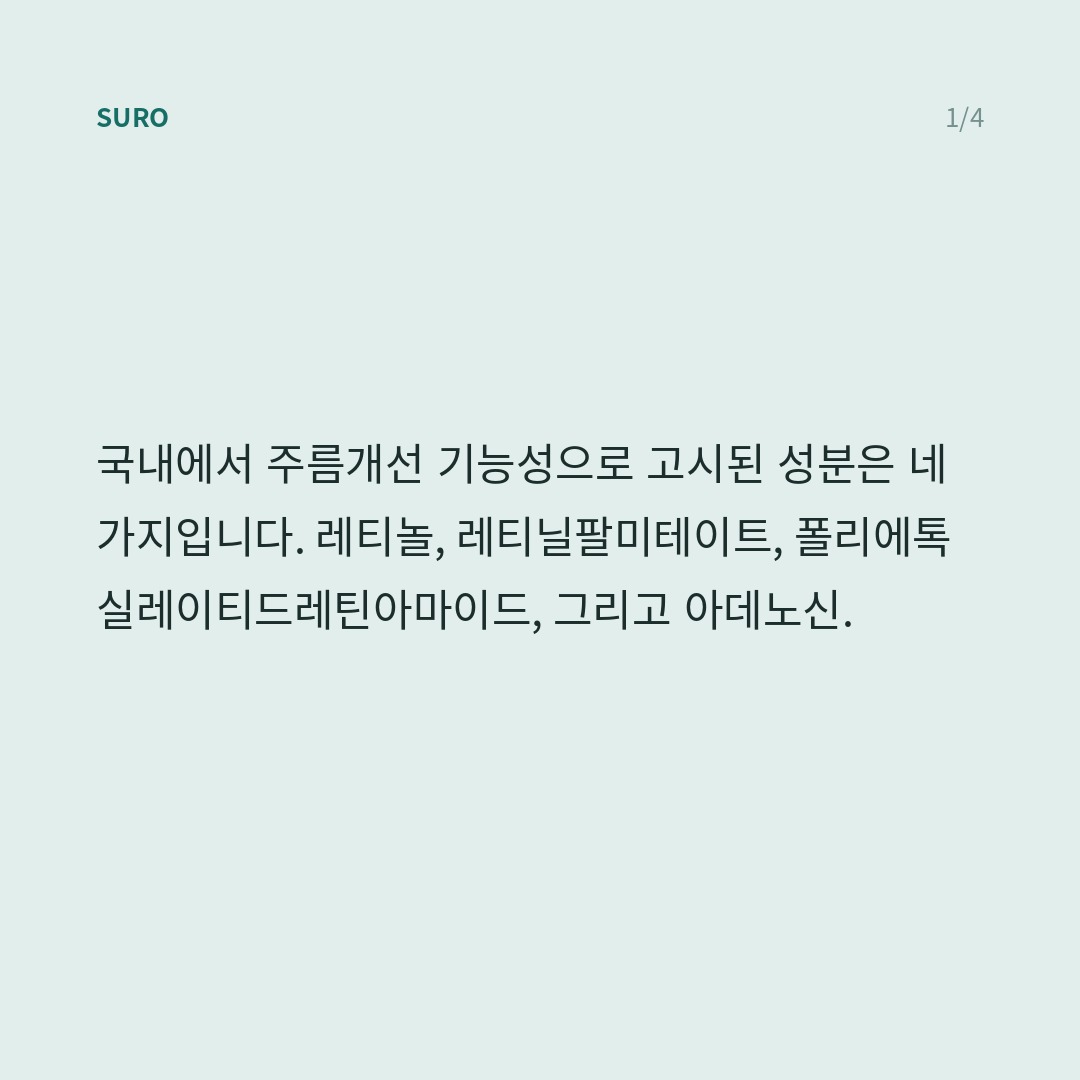 SURO
1/4
국내에서 주름개선 기능성으로 고시된 성분은 네
가지입니다. 레티놀, 레티닐팔미테이트, 폴리에톡
실레이티드레틴아마이드, 그리고 아데노신.